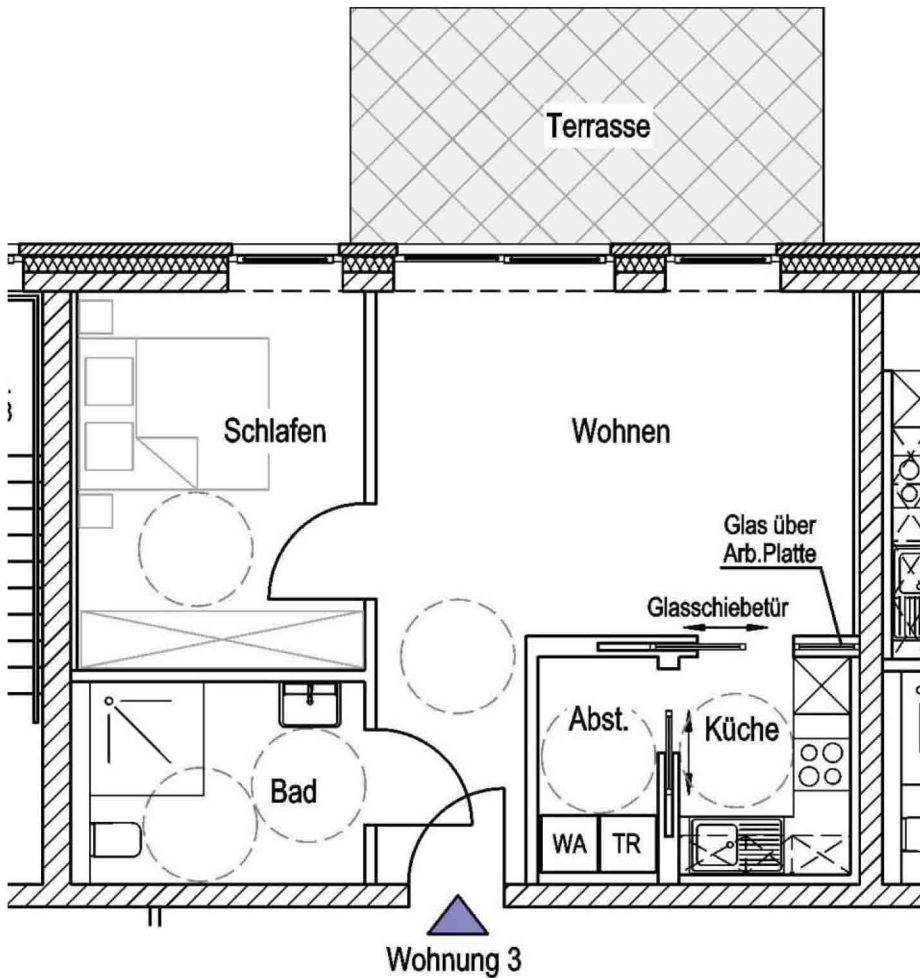 Terrasse
Schlafen
Wohnen
Glas über
Arb.Platte
Glasschiebetür
Abst.
Küche
Bad
WA TR
Wohnung 3